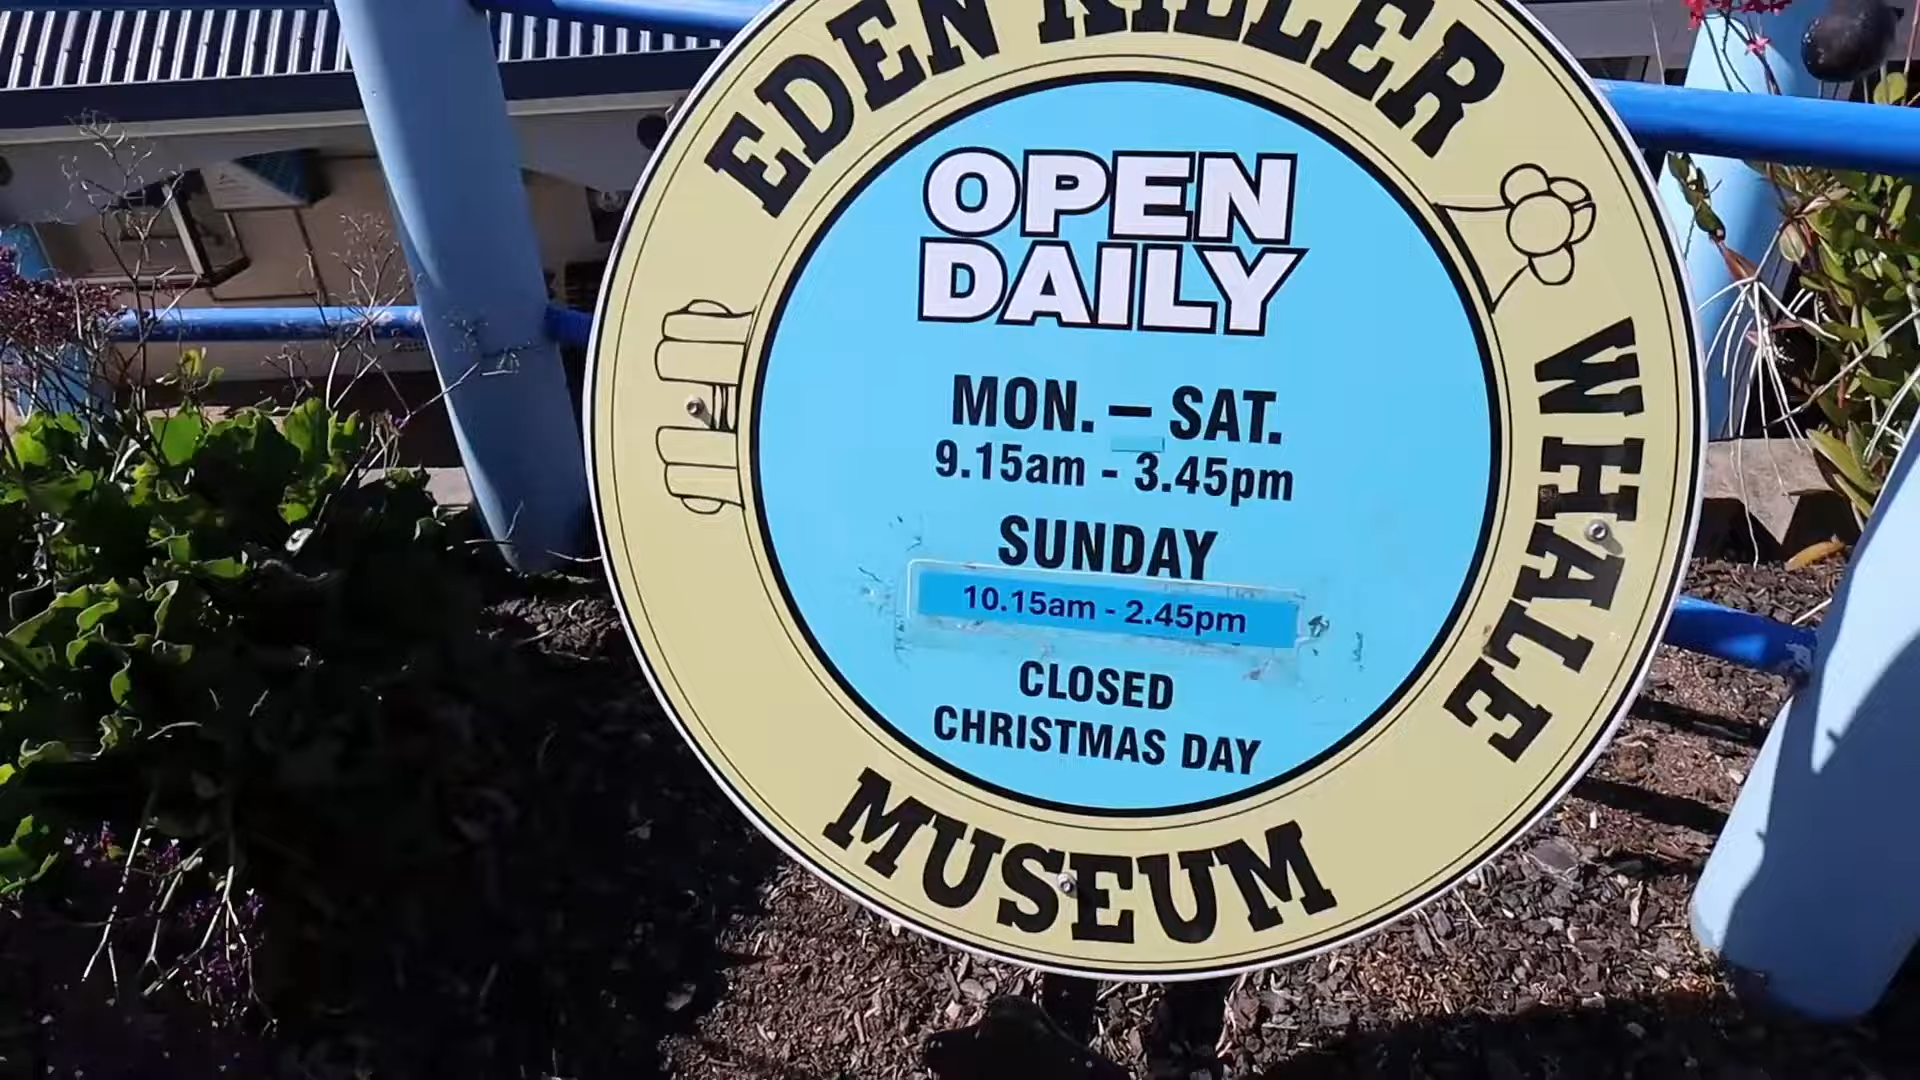 EDEN KILLER WHALE
MUSEUM
OPEN
DAILY
MON. – SAT.
9.15am - 3.45pm
SUNDAY
10.15am - 2.45pm
CLOSED
CHRISTMAS DAY